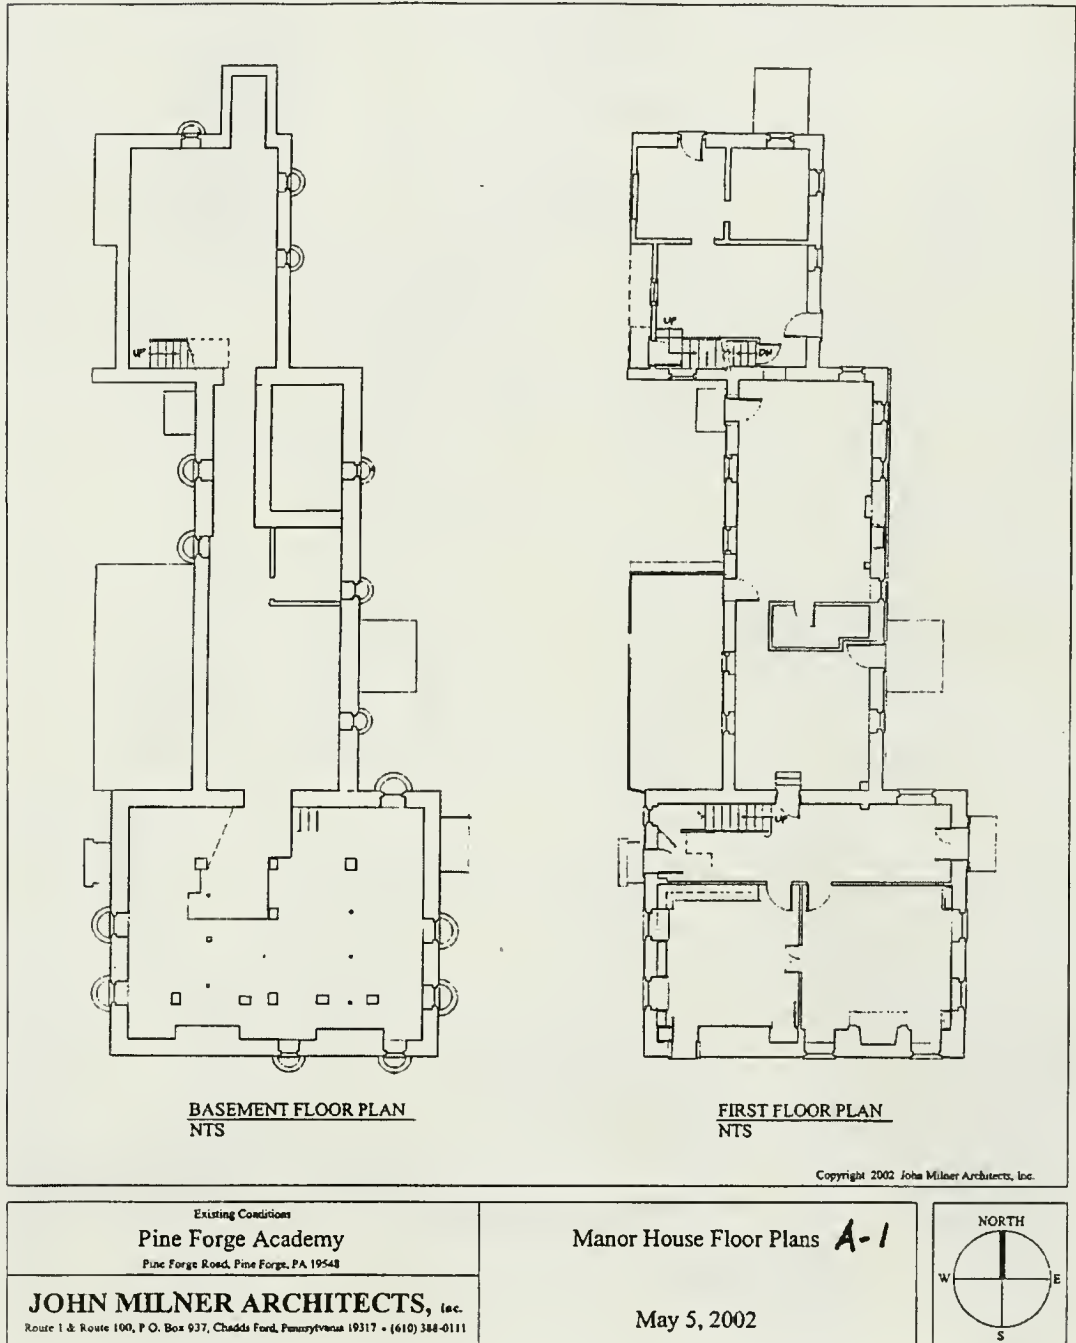 UP
UP
DN
UP
BASEMENT FLOOR PLAN
NTS
FIRST FLOOR PLAN
NTS
Copyright 2002 John Milner Architects, Inc.
Existing Conditions
Pine Forge Academy
Pine Forge Road, Pine Forge, PA 19548
JOHN MILNER ARCHITECTS, Inc.
Route 1 & Route 100, P O. Box 937, Chadds Ford, Pennsylvania 19317 • (610) 388-0111
Manor House Floor Plans A-1
May 5, 2002
NORTH
W E
S